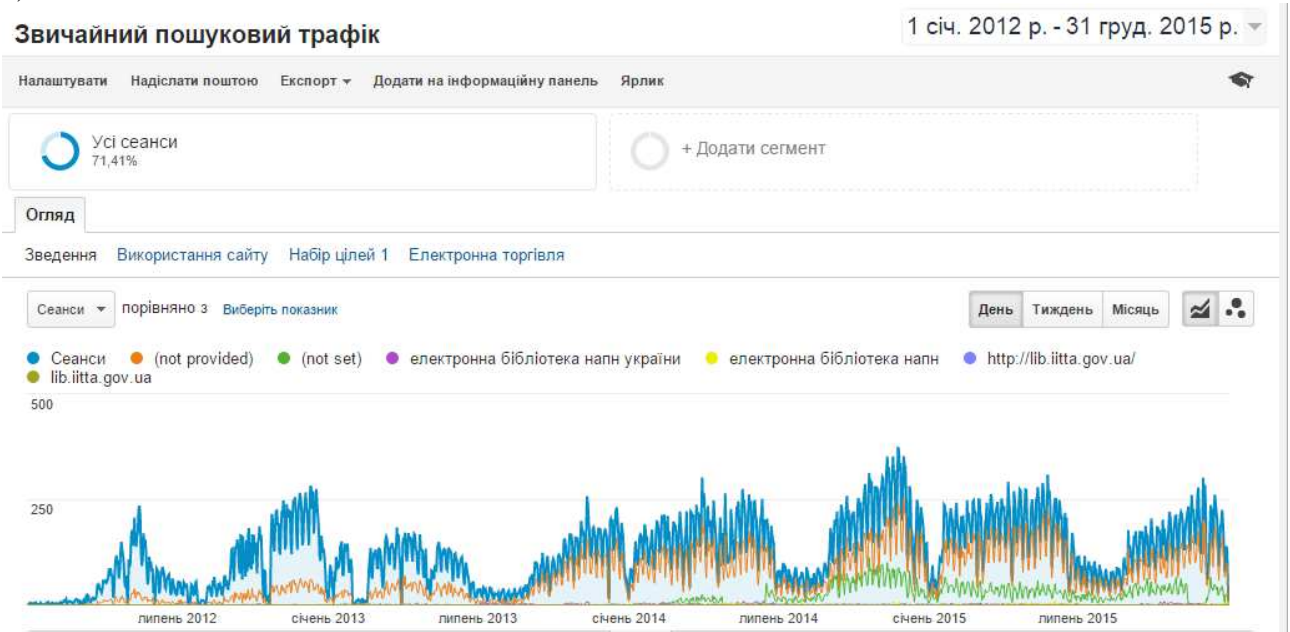 Звичайний пошуковий трафік
1 січ. 2012 р. - 31 груд. 2015 р.
Налаштувати Надіслати поштою Експорт Додати на інформаційну панель Ярлик
Усі сеанси
71,41%
+ Додати сегмент
Огляд
Зведення Використання сайту Набір цілей 1 Електронна торгівля
Сеанси порівняно з Виберіть показник
День Тиждень Місяць
Сеанси (not provided) (not set) електронна бібліотека напн україни електронна бібліотека напн http://lib.iitta.gov.ua/
lib.iitta.gov.ua
500
250
липень 2012 січень 2013 липень 2013 січень 2014 липень 2014 січень 2015 липень 2015